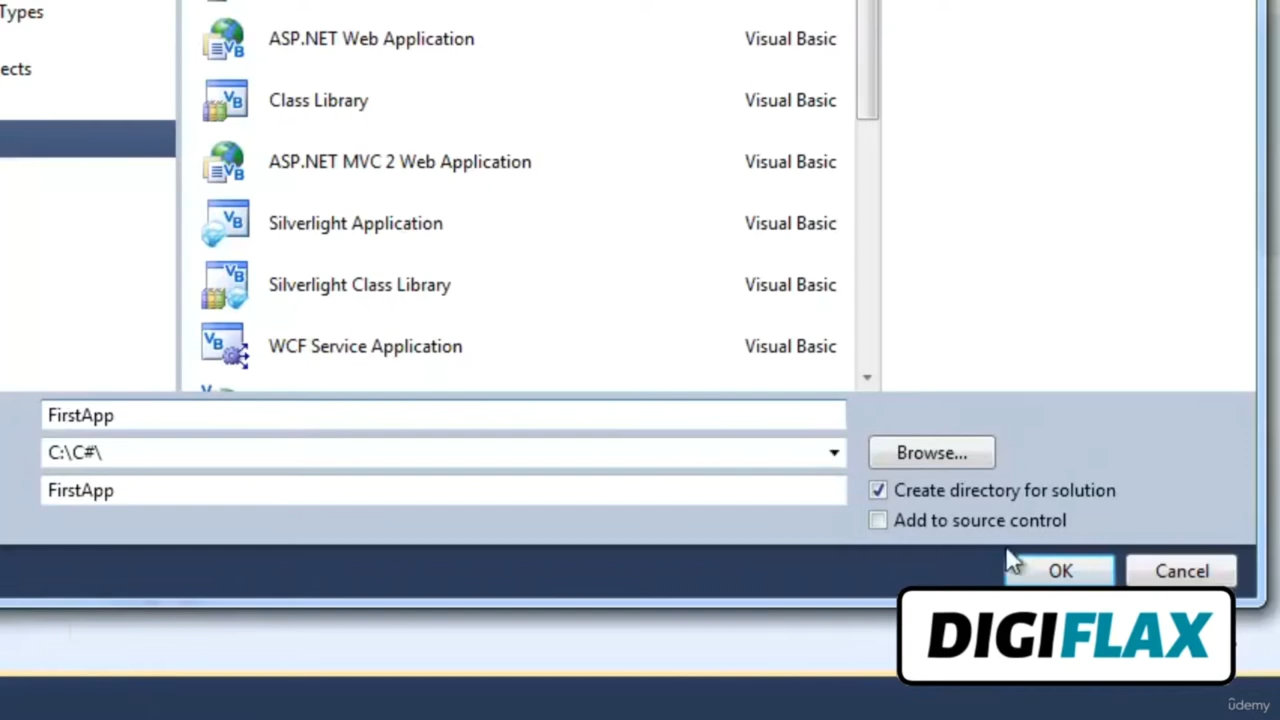 Types
ects
ASP.NET Web Application Visual Basic
Class Library Visual Basic
ASP.NET MVC 2 Web Application Visual Basic
Silverlight Application Visual Basic
Silverlight Class Library Visual Basic
WCF Service Application Visual Basic
FirstApp
C:\C#\ Browse...
FirstApp Create directory for solution
Add to source control
OK Cancel
DIGIFLAX
ûdemy